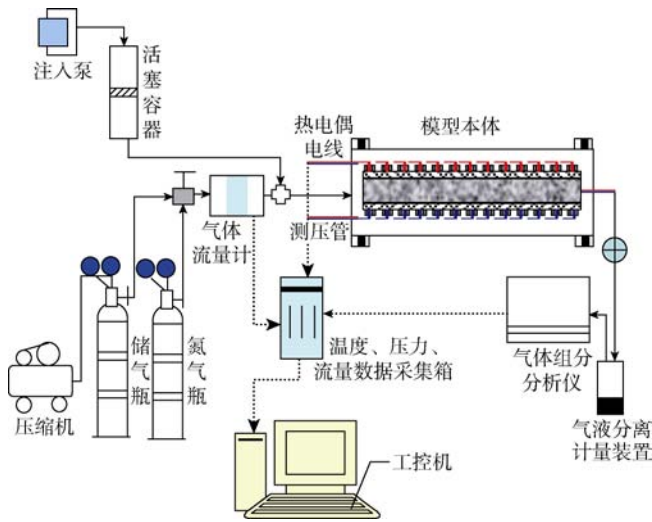 注入泵
活塞容器
热电偶
电线
模型本体
气体
流量计
测压管
储气瓶
氮气瓶
压缩机
温度、压力、
流量数据采集箱
气体组分
分析仪
气液分离
计量装置
工控机